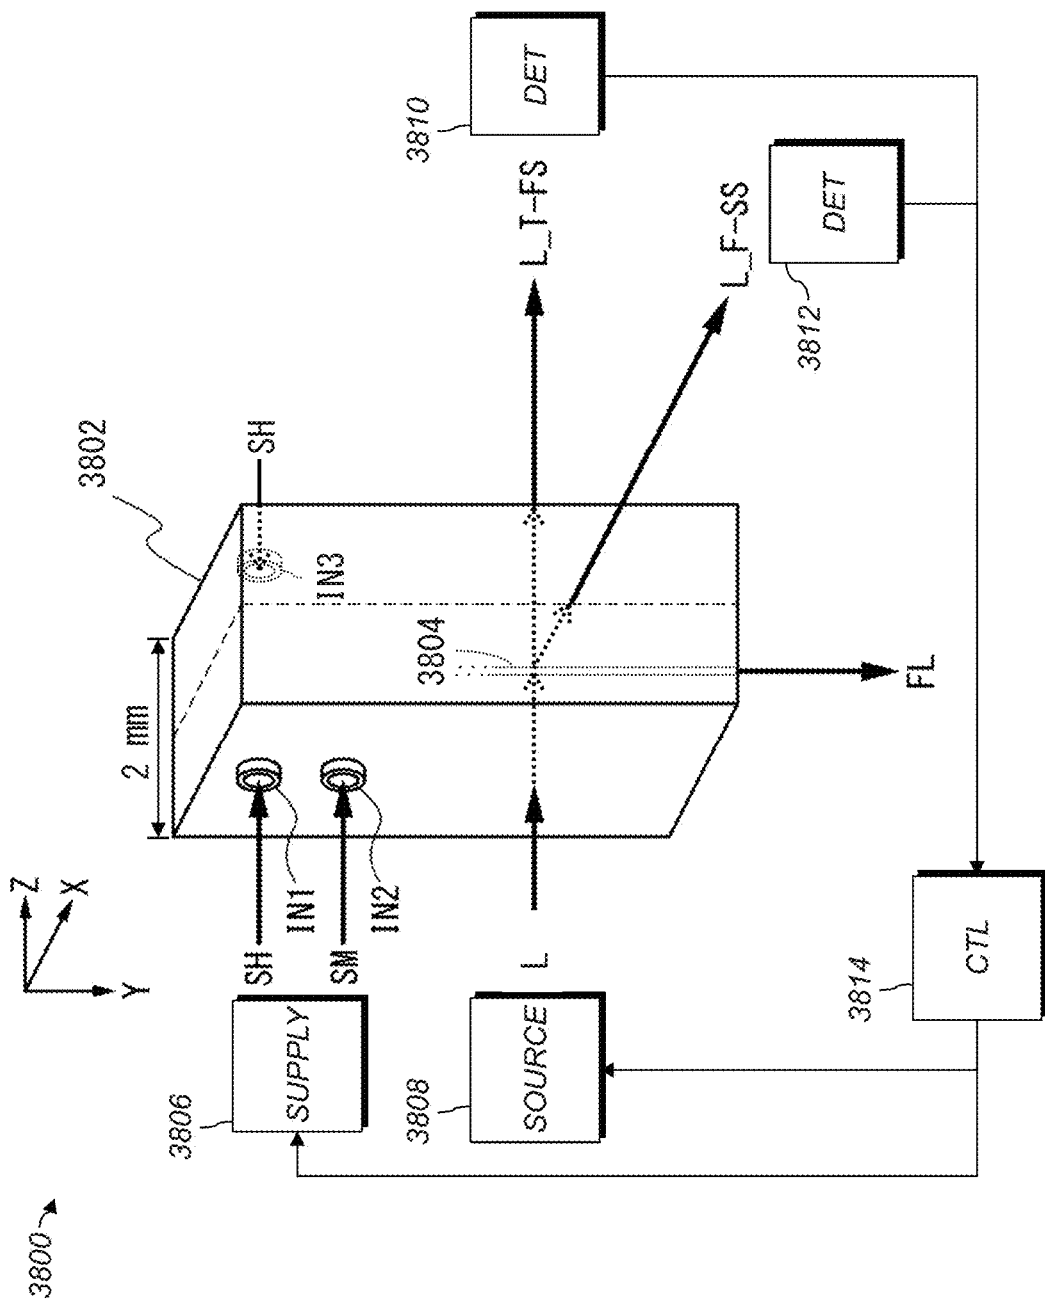 3800
3806
SUPPLY
3808
SOURCE
3814
CTL
Z
X
Y
SH
IN1
SM
IN2
L
2 mm
3802
SH
IN3
3804
FL
L_T-FS
L_F-SS
3810
DET
3812
DET